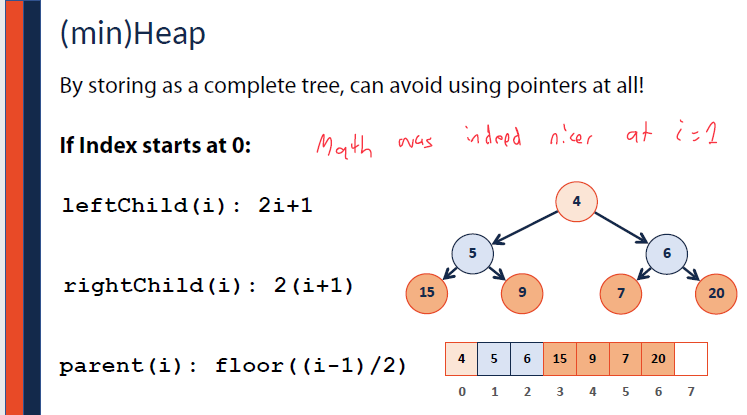 (min)Heap
By storing as a complete tree, can avoid using pointers at all!
If Index starts at 0:
Math was indeed nicer at i=1
leftChild(i): 2i+1
rightChild(i): 2(i+1)
parent(i): floor((i-1)/2)
4
5 6
15 9 7 20
4 5 6 15 9 7 20
0 1 2 3 4 5 6 7